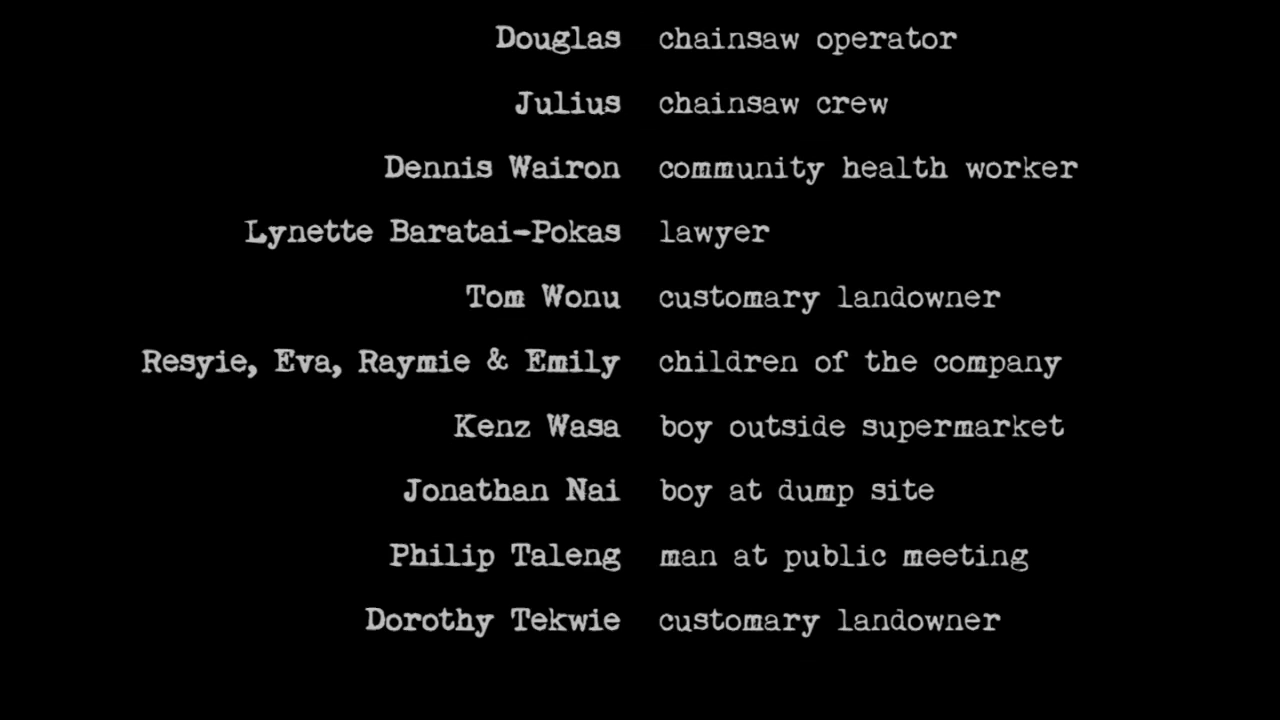 Douglas chainsaw operator
Julius chainsaw crew
Dennis Wairon community health worker
Lynette Baratai-Pokas lawyer
Tom Wonu customary landowner
Resyie, Eva, Raymie & Emily children of the company
Kenz Wasa boy outside supermarket
Jonathan Nai boy at dump site
Philip Taleng man at public meeting
Dorothy Tekwie customary landowner